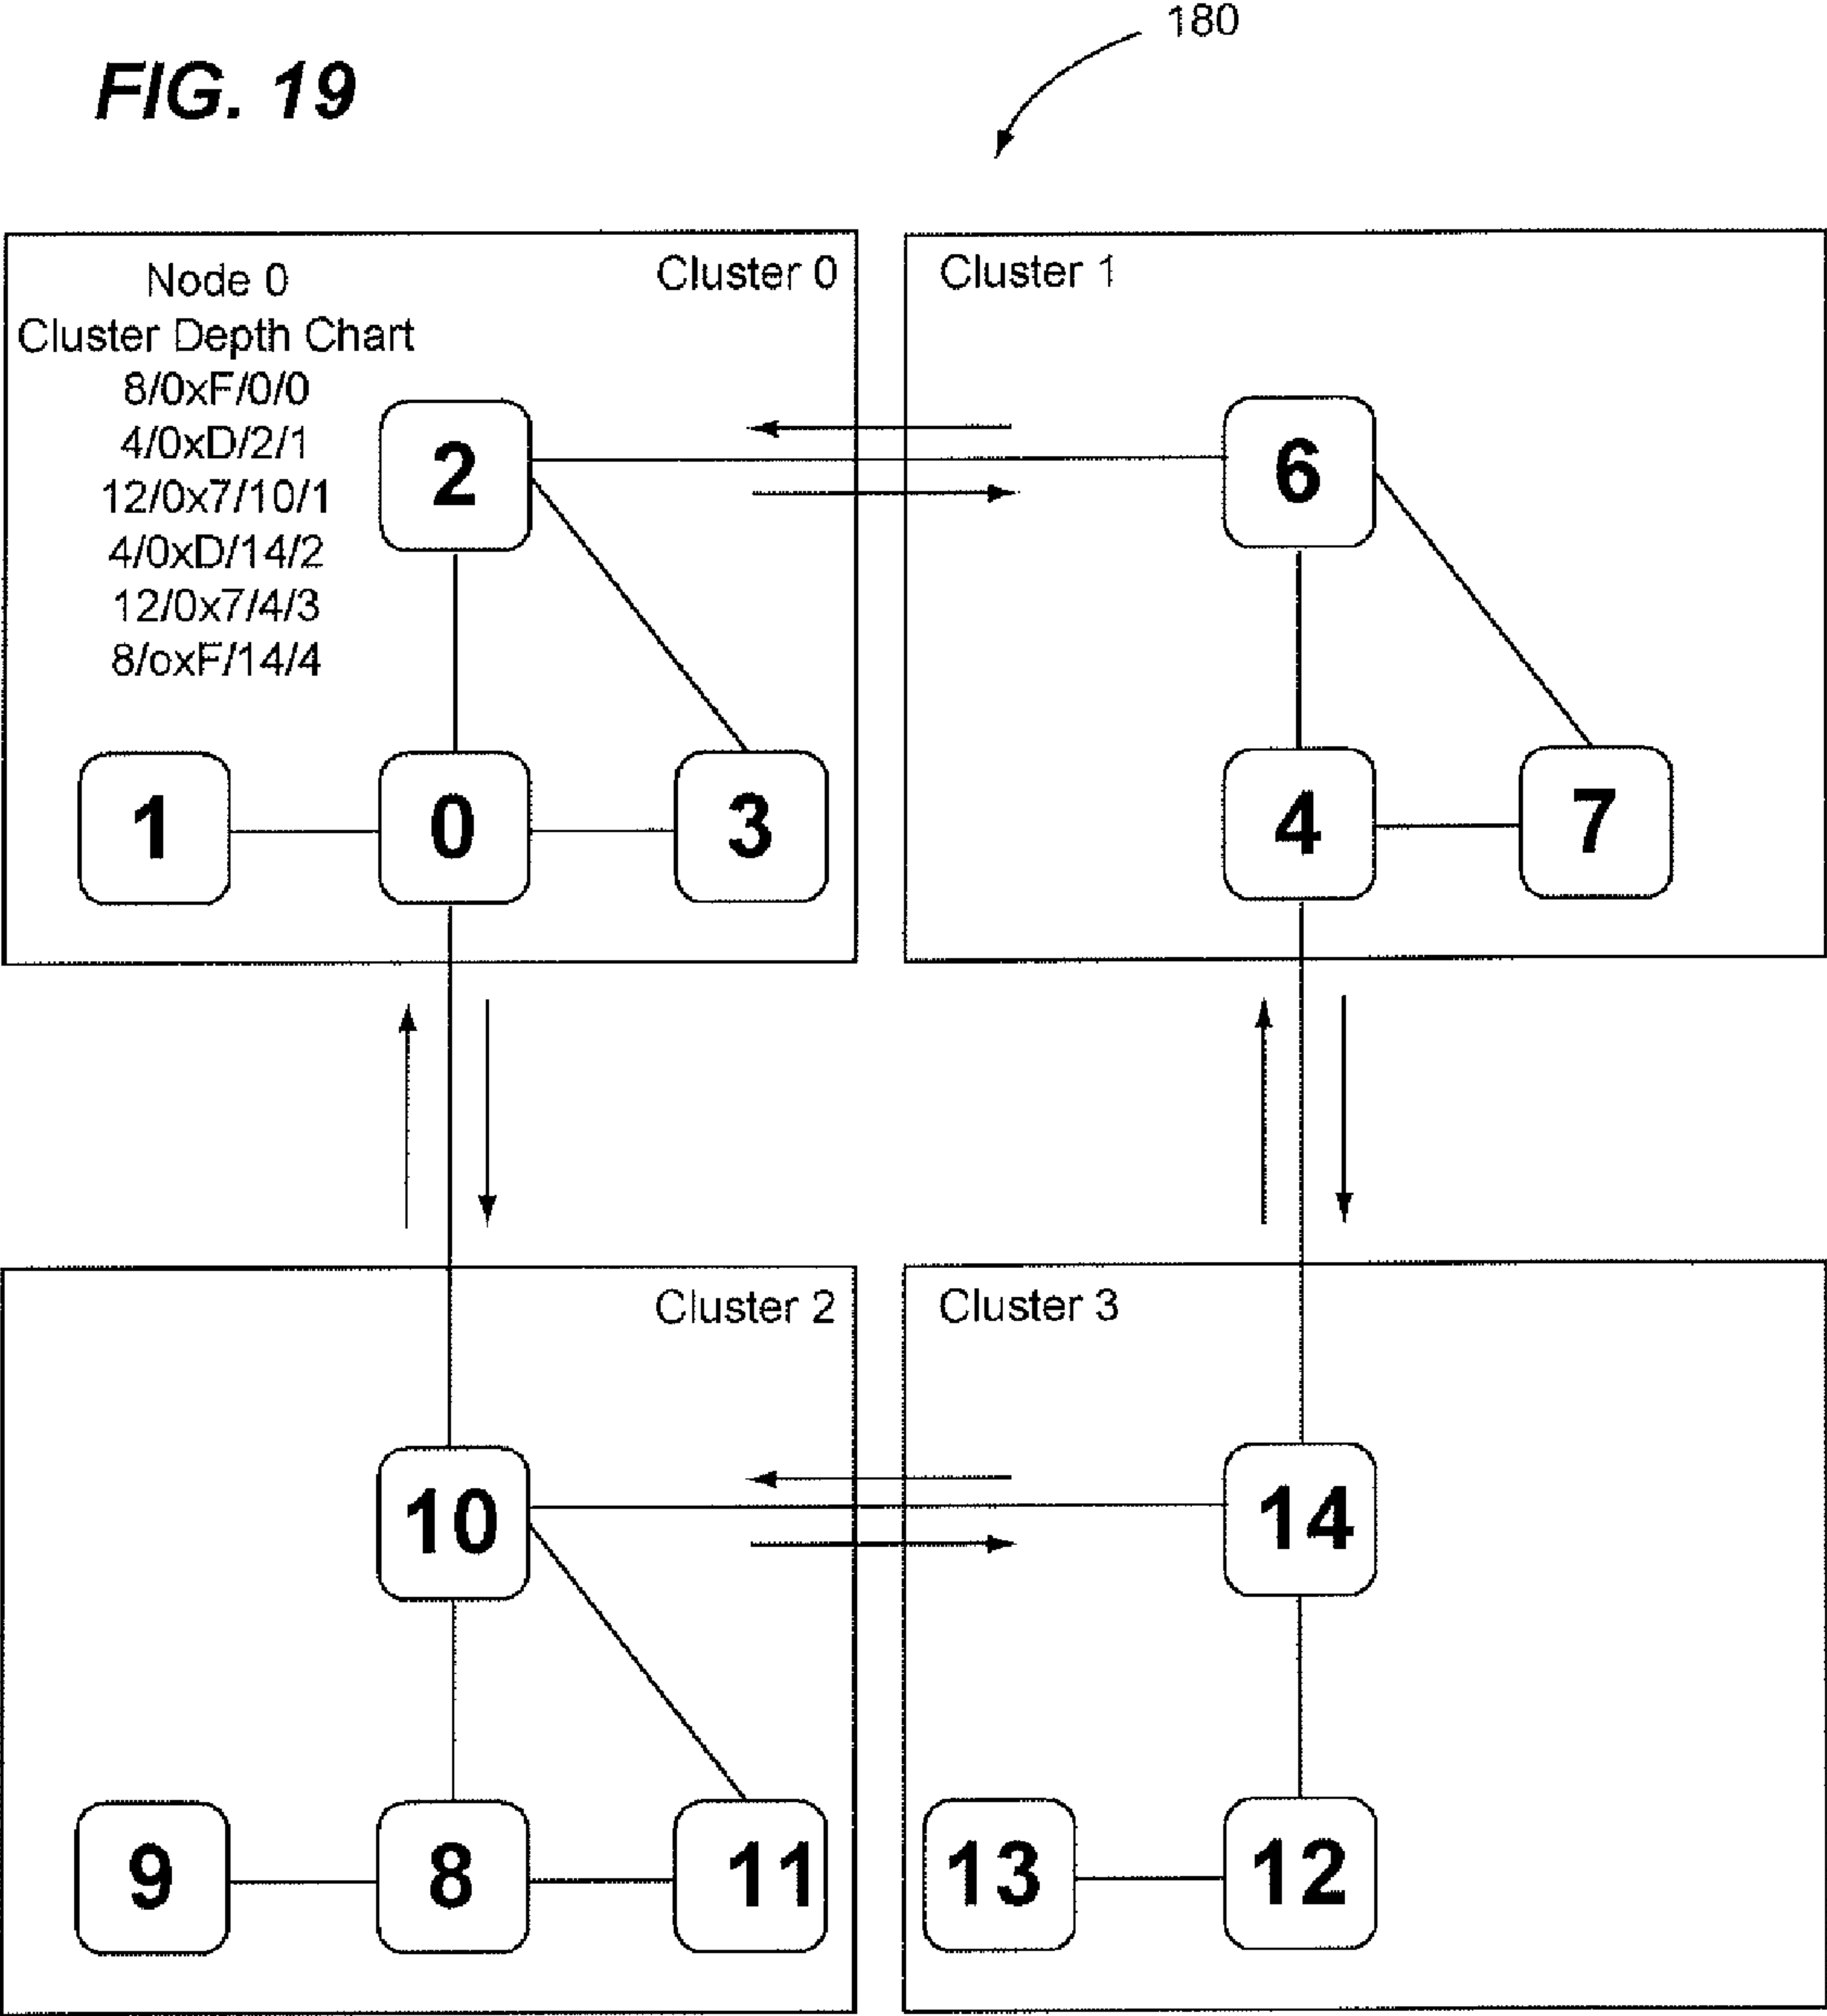 180
FIG. 19
Node 0
Cluster 0
Cluster Depth Chart
8/0xF/0/0
4/0xD/2/1
12/0x7/10/1
4/0xD/14/2
12/0x7/4/3
8/oxF/14/4
2
1
0
3
Cluster 1
6
4
7
Cluster 2
10
9
8
11
Cluster 3
14
13
12